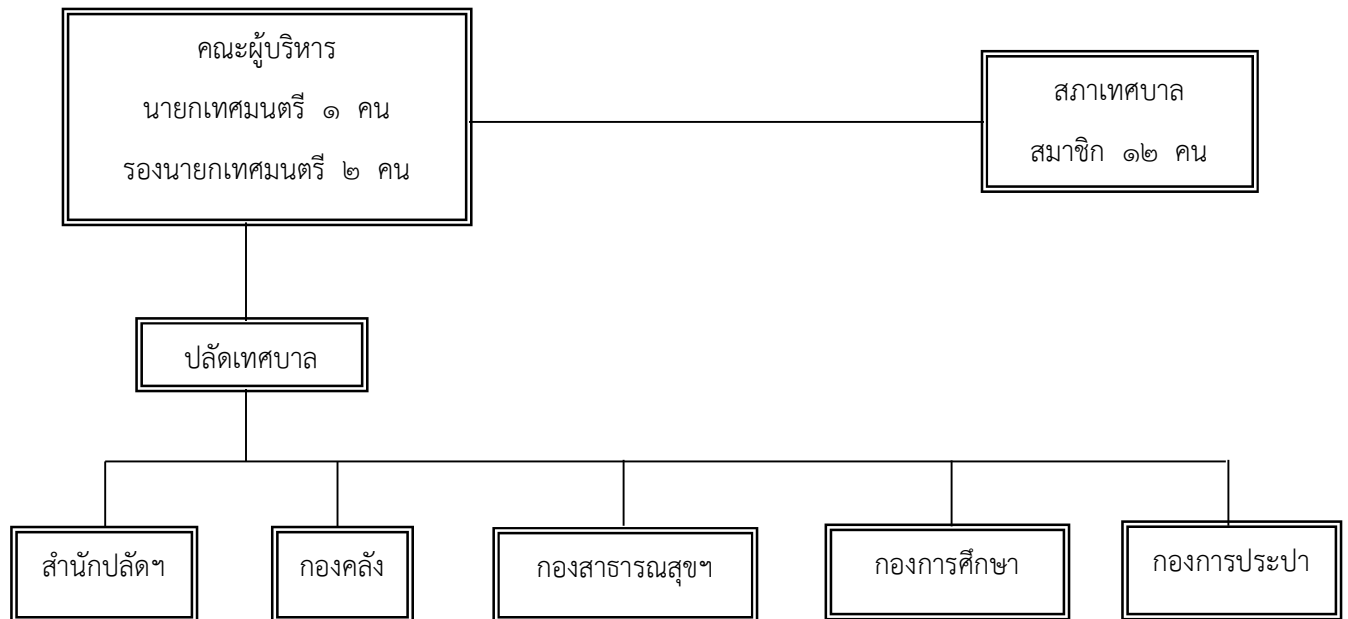 คณะผู้บริหาร
นายกเทศมนตรี ๑ คน
รองนายกเทศมนตรี ๒ คน
สภาเทศบาล
สมาชิก ๑๒ คน
ปลัดเทศบาล
สำนักปลัดฯ
กองคลัง
กองสาธารณสุขฯ
กองการศึกษา
กองการประปา